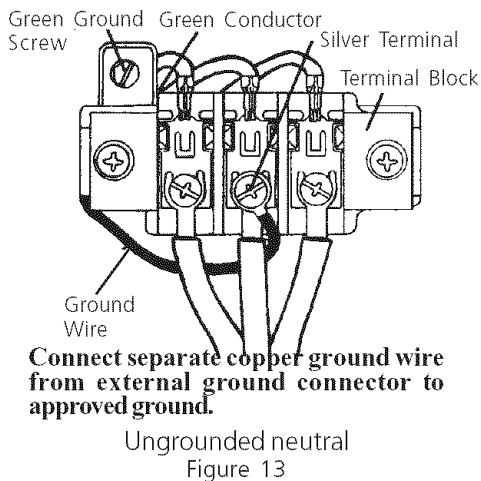 Green Ground Screw
Green Conductor
Silver Terminal
Terminal Block
Ground Wire
Connect separate copper ground wire
from external ground connector to
approved ground.
Ungrounded neutral
Figure 13